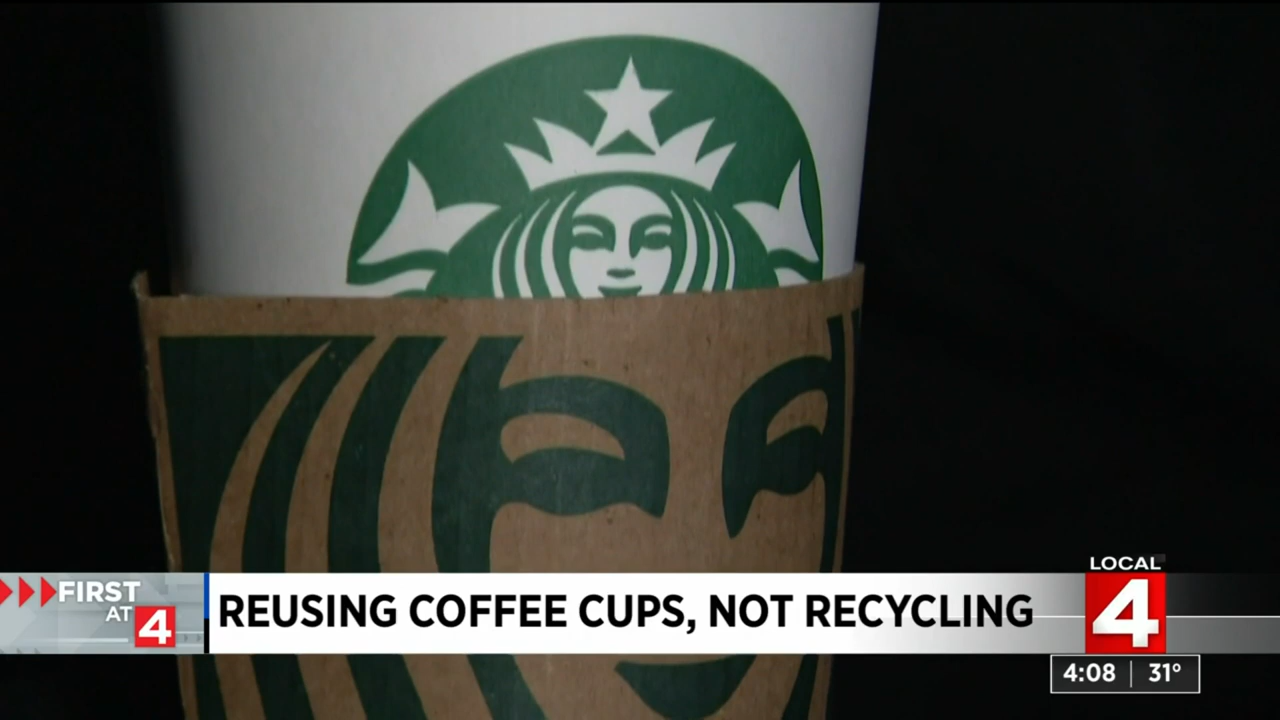 FIRST
AT 4
REUSING COFFEE CUPS, NOT RECYCLING
LOCAL
4
4:08 | 31°